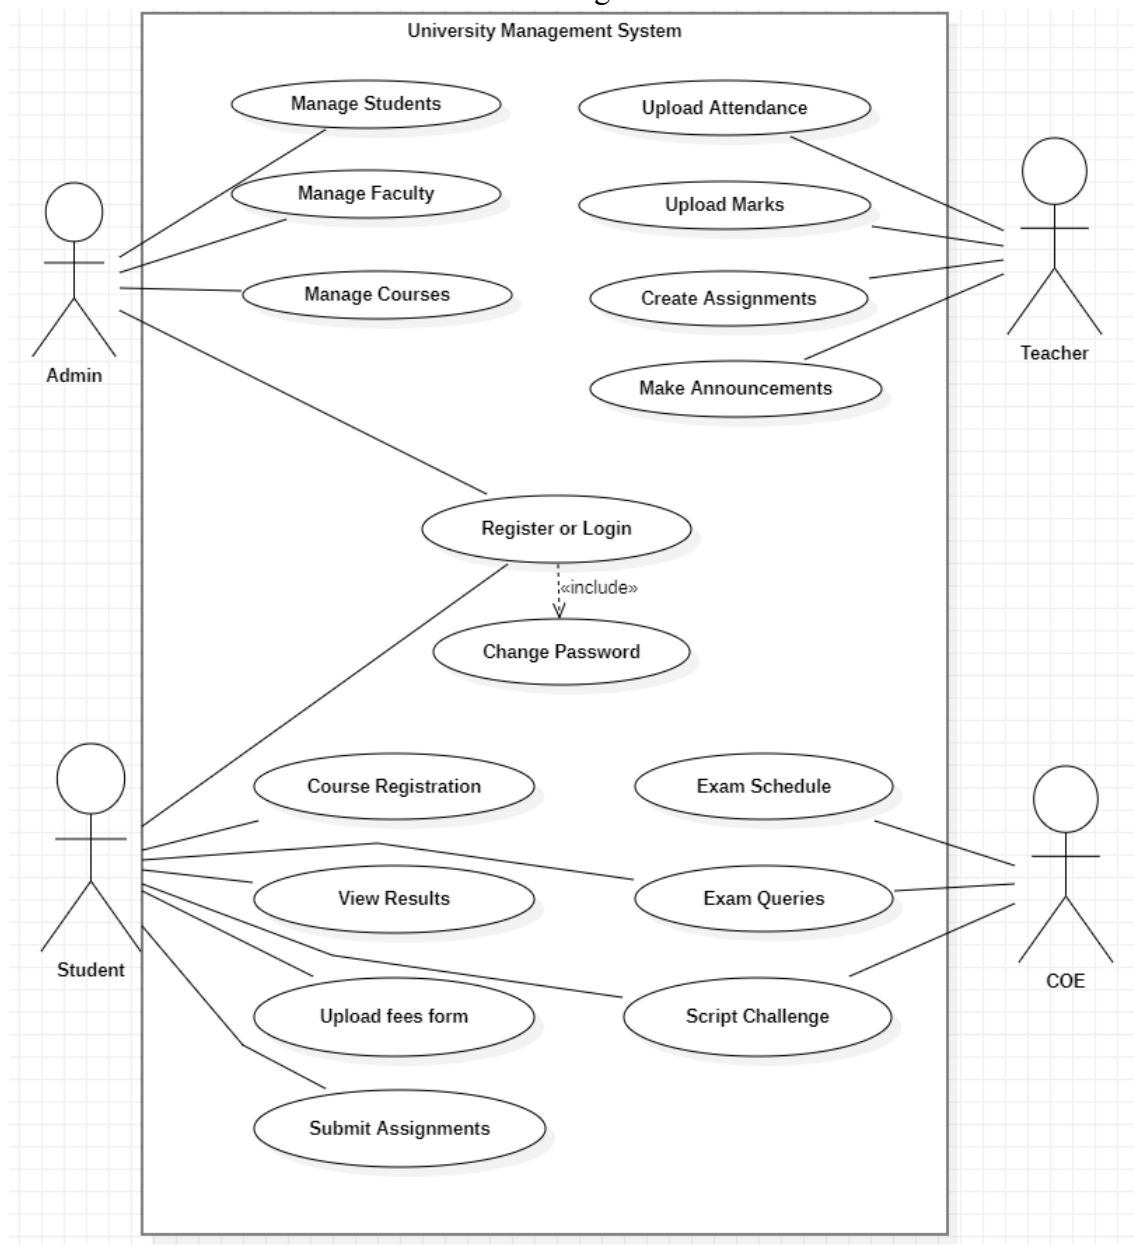 University Management System
Manage Students
Upload Attendance
Manage Faculty
Upload Marks
Manage Courses
Create Assignments
Admin
Teacher
Make Announcements
Register or Login
«include»
Change Password
Course Registration
Exam Schedule
View Results
Exam Queries
Student
COE
Upload fees form
Script Challenge
Submit Assignments